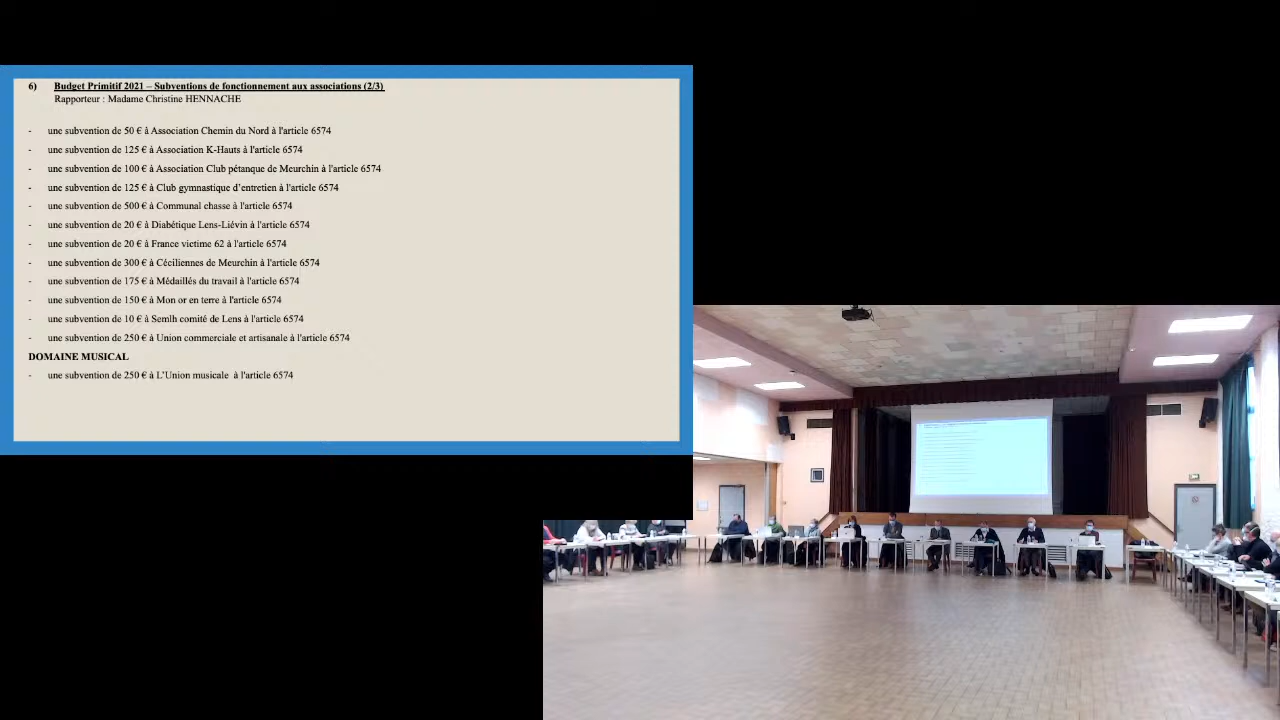 6) Budget Primitif 2021 – Subventions de fonctionnement aux associations (2/3)
Rapporteur : Madame Christine HENNACHE
- une subvention de 50 € à Association Chemin du Nord à l'article 6574
- une subvention de 125 € à Association K-Hauts à l'article 6574
- une subvention de 100 € à Association Club pétanque de Meurchin à l'article 6574
- une subvention de 125 € à Club gymnastique d’entretien à l'article 6574
- une subvention de 500 € à Communal chasse à l'article 6574
- une subvention de 20 € à Diabétique Lens-Liévin à l'article 6574
- une subvention de 20 € à France victime 62 à l'article 6574
- une subvention de 300 € à Céciliennes de Meurchin à l'article 6574
- une subvention de 175 € à Médaillés du travail à l'article 6574
- une subvention de 150 € à Mon or en terre à l'article 6574
- une subvention de 10 € à Semlh comité de Lens à l'article 6574
- une subvention de 250 € à Union commerciale et artisanale à l'article 6574
DOMAINE MUSICAL
- une subvention de 250 € à L’Union musicale à l'article 6574